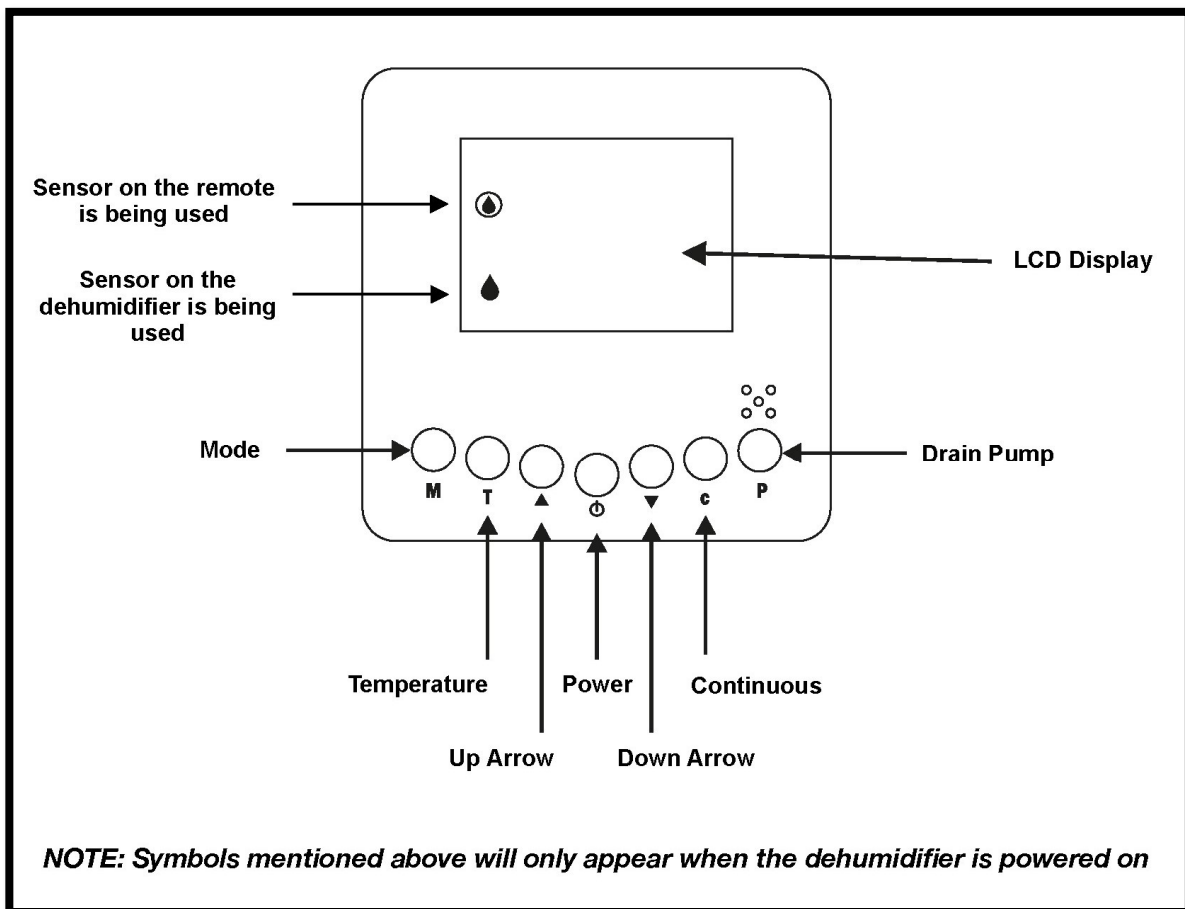 Sensor on the remote
is being used
LCD Display
Sensor on the
dehumidifier is being
used
Mode
Drain Pump
M
T
▲
▼
c
P
Temperature
Power
Continuous
Up Arrow
Down Arrow
NOTE: Symbols mentioned above will only appear when the dehumidifier is powered on